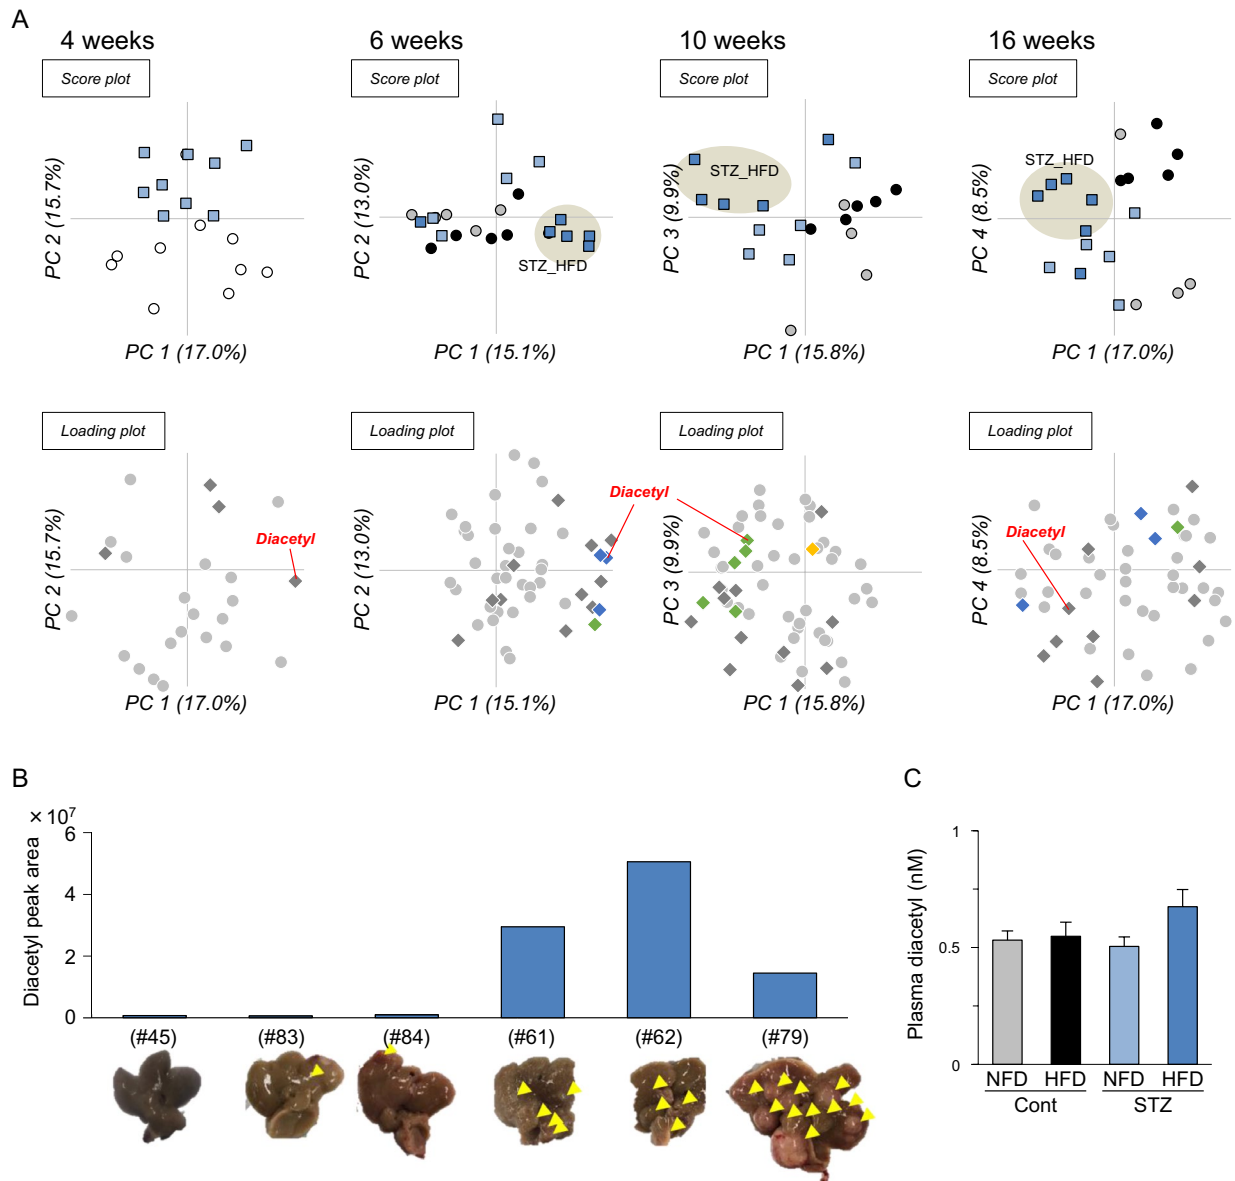 A
4 weeks
6 weeks
10 weeks
16 weeks
Score plot
Score plot
Score plot
Score plot
PC 2 (15.7%)
PC 1 (17.0%)
PC 2 (13.0%)
STZ_HFD
PC 1 (15.1%)
PC 3 (9.9%)
STZ_HFD
PC 1 (15.8%)
PC 4 (8.5%)
STZ_HFD
PC 1 (17.0%)
Loading plot
Loading plot
Loading plot
Loading plot
PC 2 (15.7%)
Diacetyl
PC 1 (17.0%)
PC 2 (13.0%)
Diacetyl
PC 1 (15.1%)
PC 3 (9.9%)
PC 1 (15.8%)
PC 4 (8.5%)
Diacetyl
PC 1 (17.0%)
B
× 10⁷
Diacetyl peak area
6
4
2
0
(#45)
(#83)
(#84)
(#61)
(#62)
(#79)
C
Plasma diacetyl (nM)
1
0.5
0
NFD HFD NFD HFD
Cont STZ